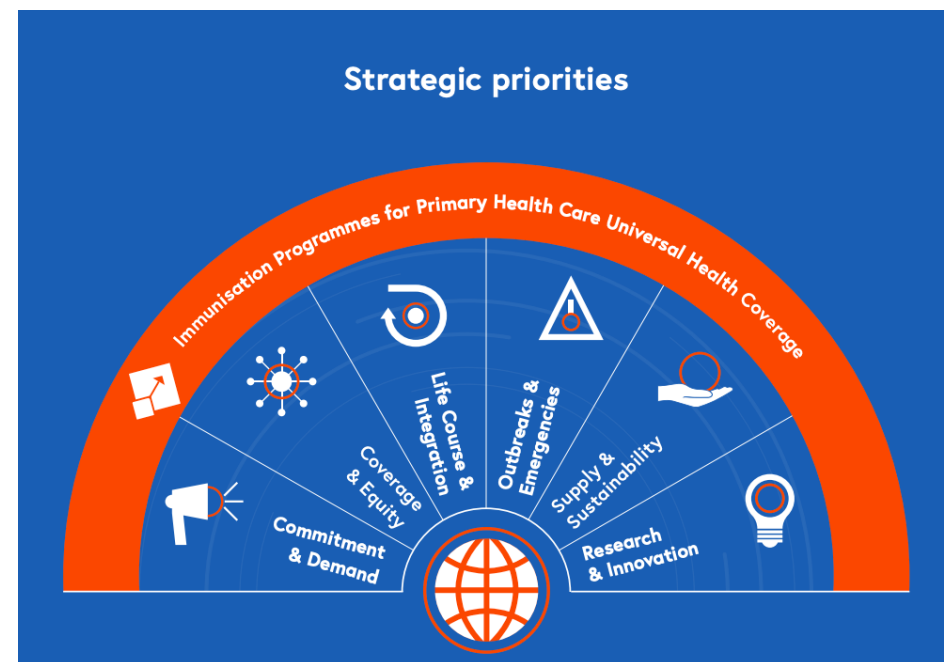 Strategic priorities
Immunisation Programmes for Primary Health Care Universal Health Coverage
Commitment
& Demand
Coverage
& Equity
Life Course &
Integration
Outbreaks &
Emergencies
Supply &
Sustainability
Research
& Innovation